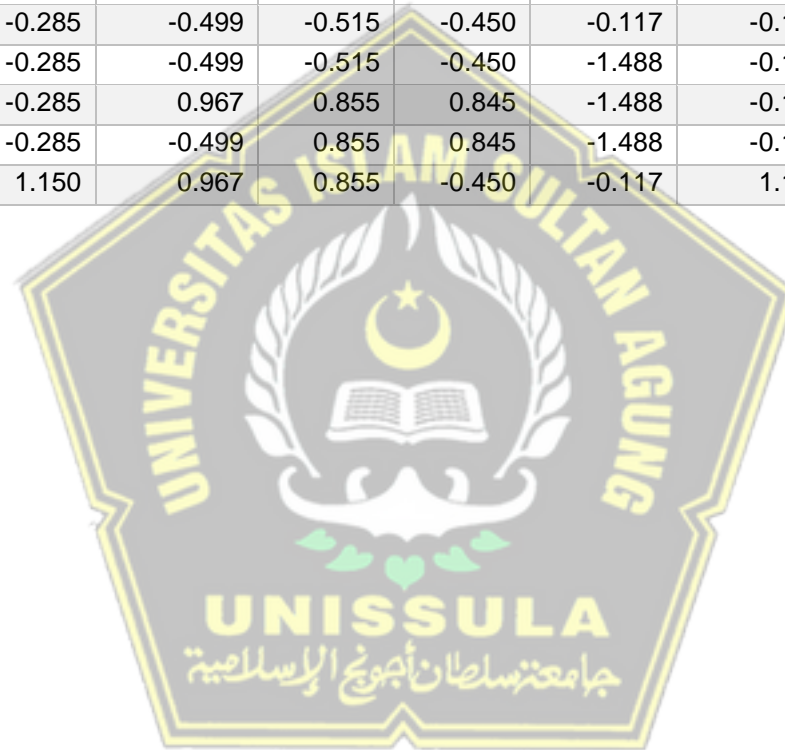 -0.285 -0.499 -0.515 -0.450 -0.117
-0.285 -0.499 -0.515 -0.450 -1.488
-0.285 0.967 0.855 0.845 -1.488
-0.285 -0.499 0.855 0.845 -1.488
1.150 0.967 0.855 -0.450 -0.117
UNIVERSITAS ISLAM SULTAN AGUNG
UNISSULA
جامعة سلطان أجونج الإسلامية